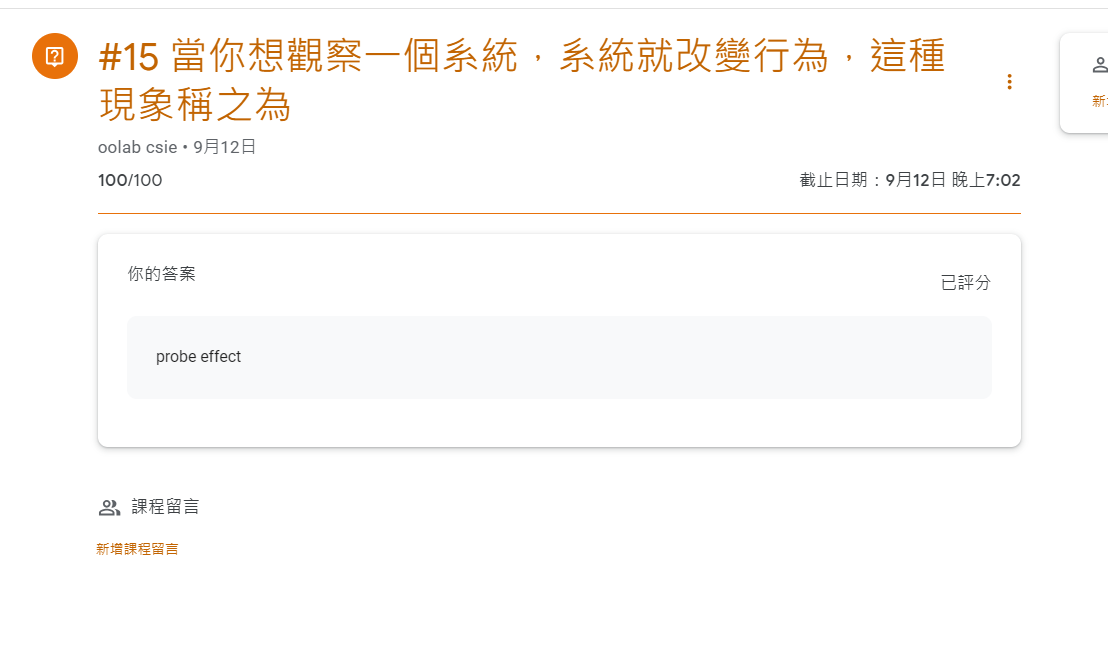 #15 當你想觀察一個系統，系統就改變行為，這種
現象稱之為
oolab csie • 9月12日
100/100
截止日期：9月12日 晚上7:02
你的答案
已評分
probe effect
課程留言
新增課程留言
新